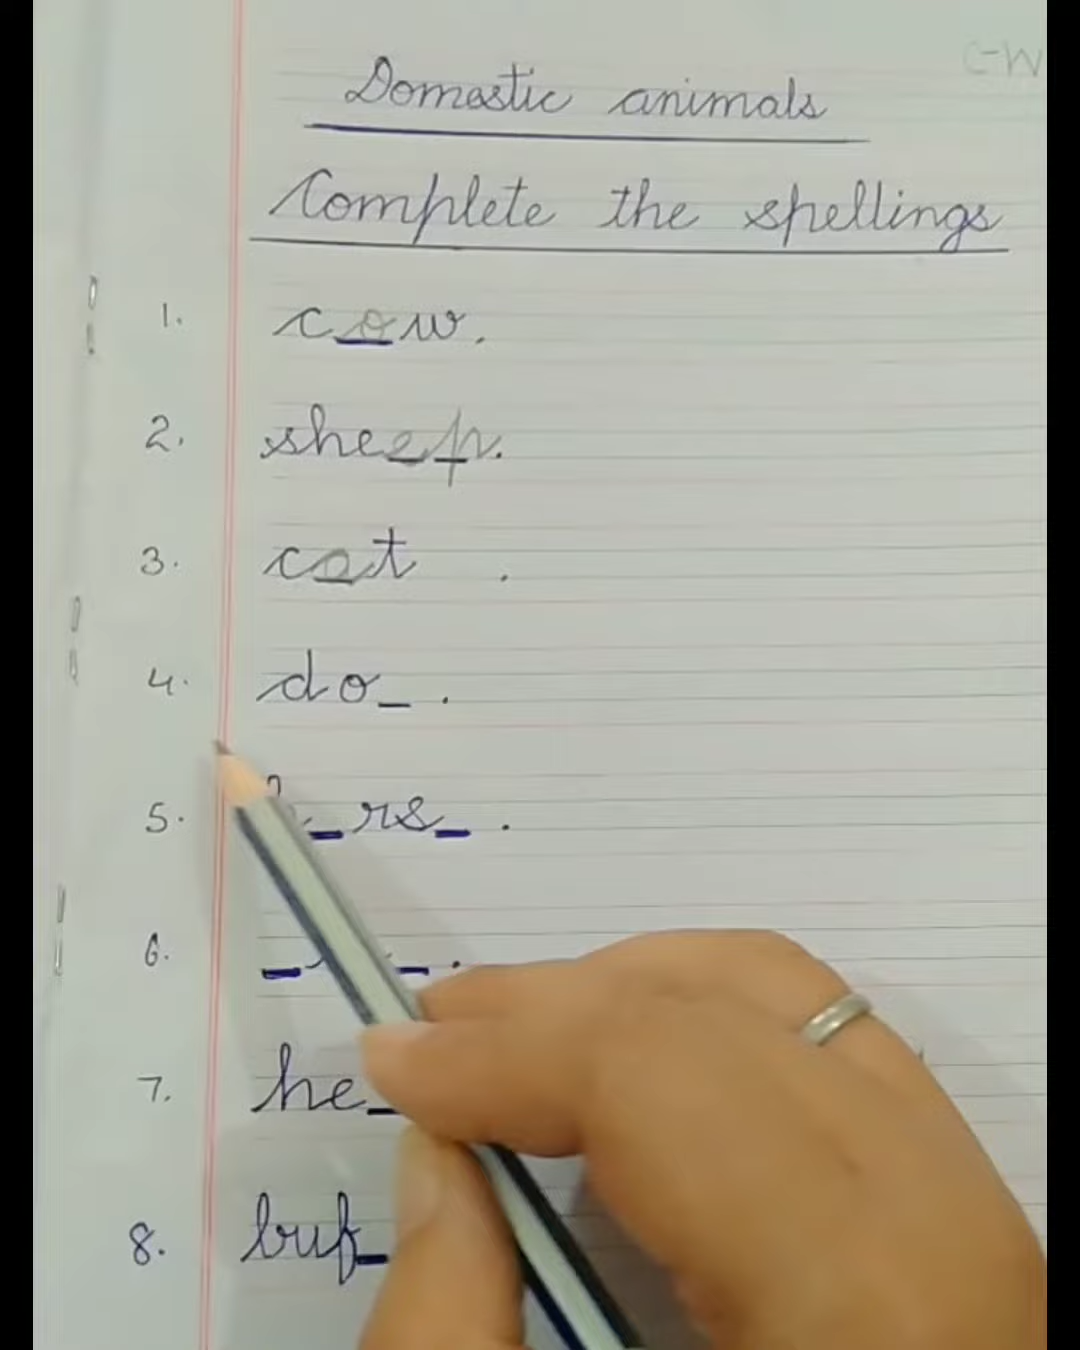 C-W
Domestic animals
Complete the spellings
1. cow.
2. sheep.
3. cat .
4. do_ .
5. h_rs_ .
6.
7. he_
8. buf_